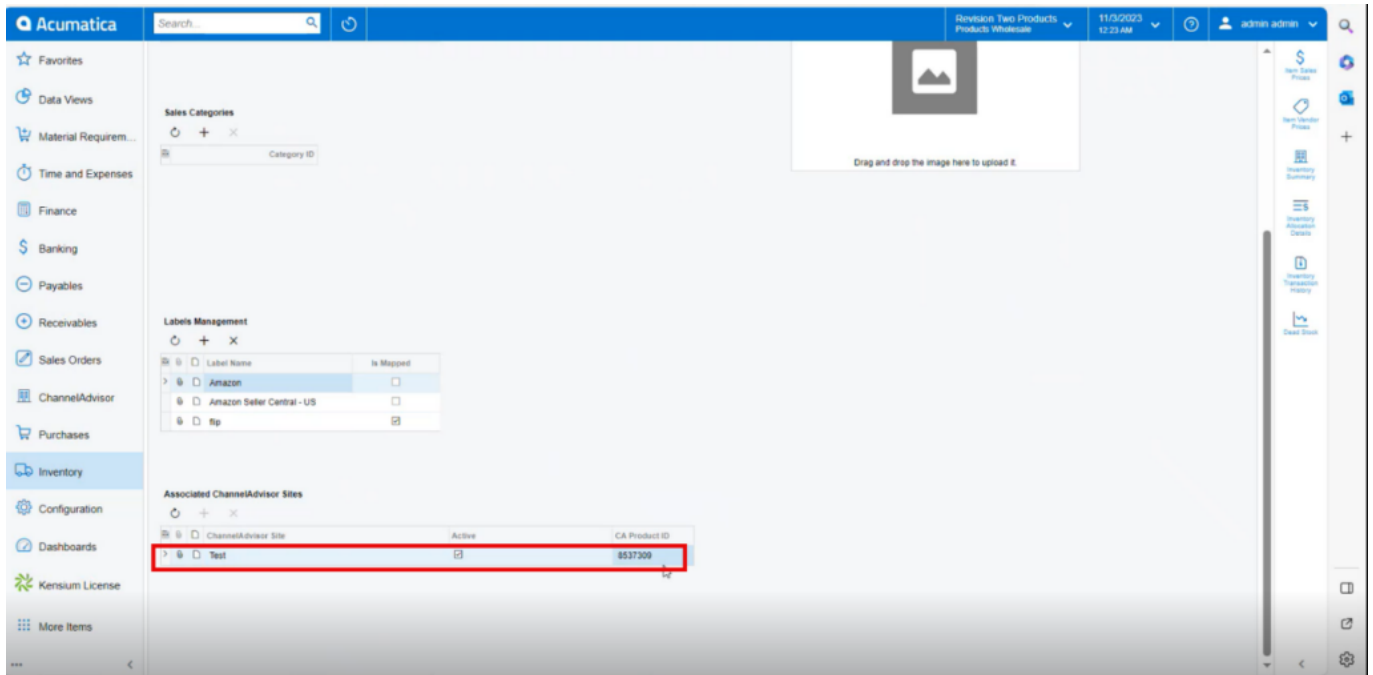 Acumatica
Search...
Revision Two Products
Products Wholesale
11/3/2023
12:23 AM
admin admin
Favorites
Data Views
Material Requirem...
Time and Expenses
Finance
Banking
Payables
Receivables
Sales Orders
ChannelAdvisor
Purchases
Inventory
Configuration
Dashboards
Kensium License
More Items
Sales Categories
Category ID
Drag and drop the image here to upload it.
Labels Management
Label Name Is Mapped
Amazon
Amazon Seller Central - US
flip
Associated ChannelAdvisor Sites
ChannelAdvisor Site Active CA Product ID
Test 8537309
Item Sales
Prices
Item Vendor
Prices
Inventory
Summary
Inventory
Allocation
Details
Inventory
Transaction
History
Dead Stock